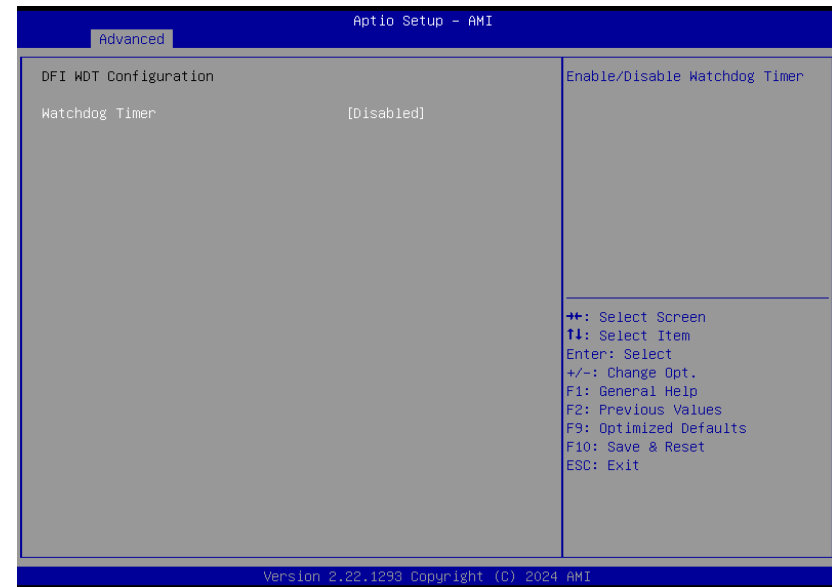 Aptio Setup – AMI
Advanced
DFI WDT Configuration
Watchdog Timer [Disabled]
Enable/Disable Watchdog Timer
→←: Select Screen
↑↓: Select Item
Enter: Select
+/-: Change Opt.
F1: General Help
F2: Previous Values
F9: Optimized Defaults
F10: Save & Reset
ESC: Exit
Version 2.22.1293 Copyright (C) 2024 AMI